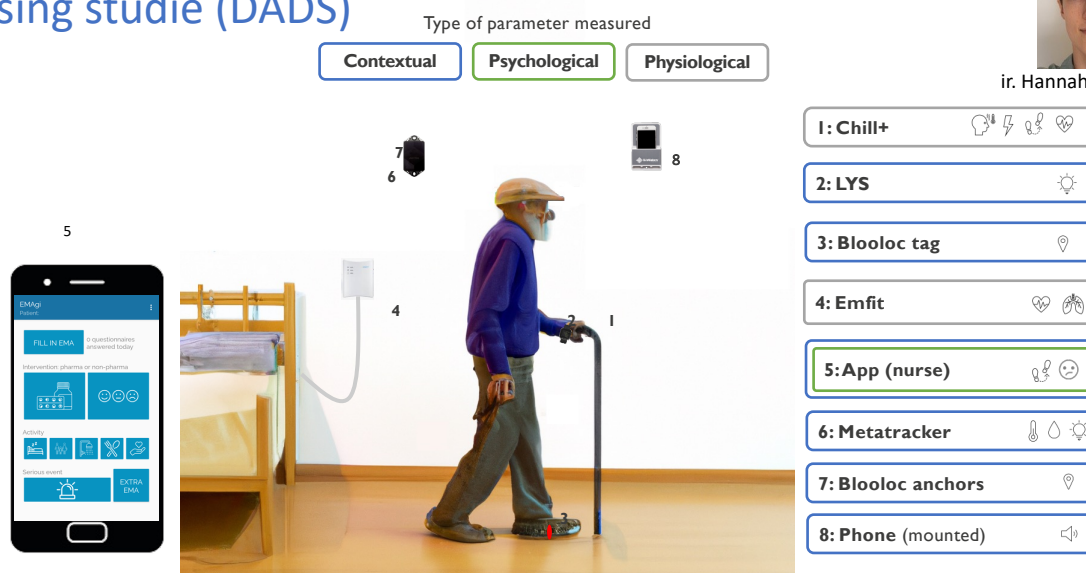 sing studie (DADS)
Type of parameter measured
Contextual
Psychological
Physiological
ir. Hannah
1: Chill+
2: LYS
3: Blooloc tag
4: Emfit
5: App (nurse)
6: Metatracker
7: Blooloc anchors
8: Phone (mounted)
7
6
8
5
4
2
1
3
EMAgi
Patient:
FILL IN EMA
0 questionnaires
answered today
Intervention: pharma or non-pharma
Activity
Serious event
EXTRA
EMA